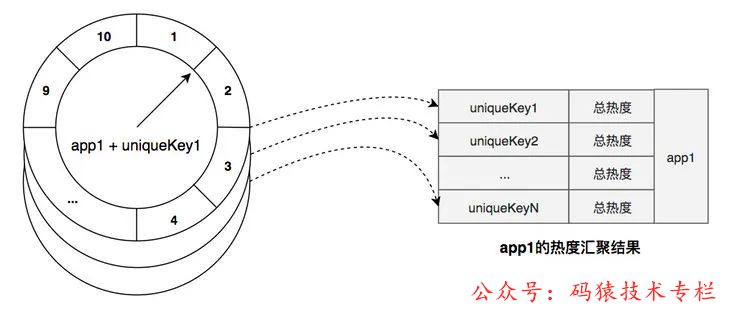 10
1
9
2
app1 + uniqueKey1
3
...
4
uniqueKey1 总热度
uniqueKey2 总热度
... 总热度
uniqueKeyN 总热度
app1
app1的热度汇聚结果
公众号：码猿技术专栏